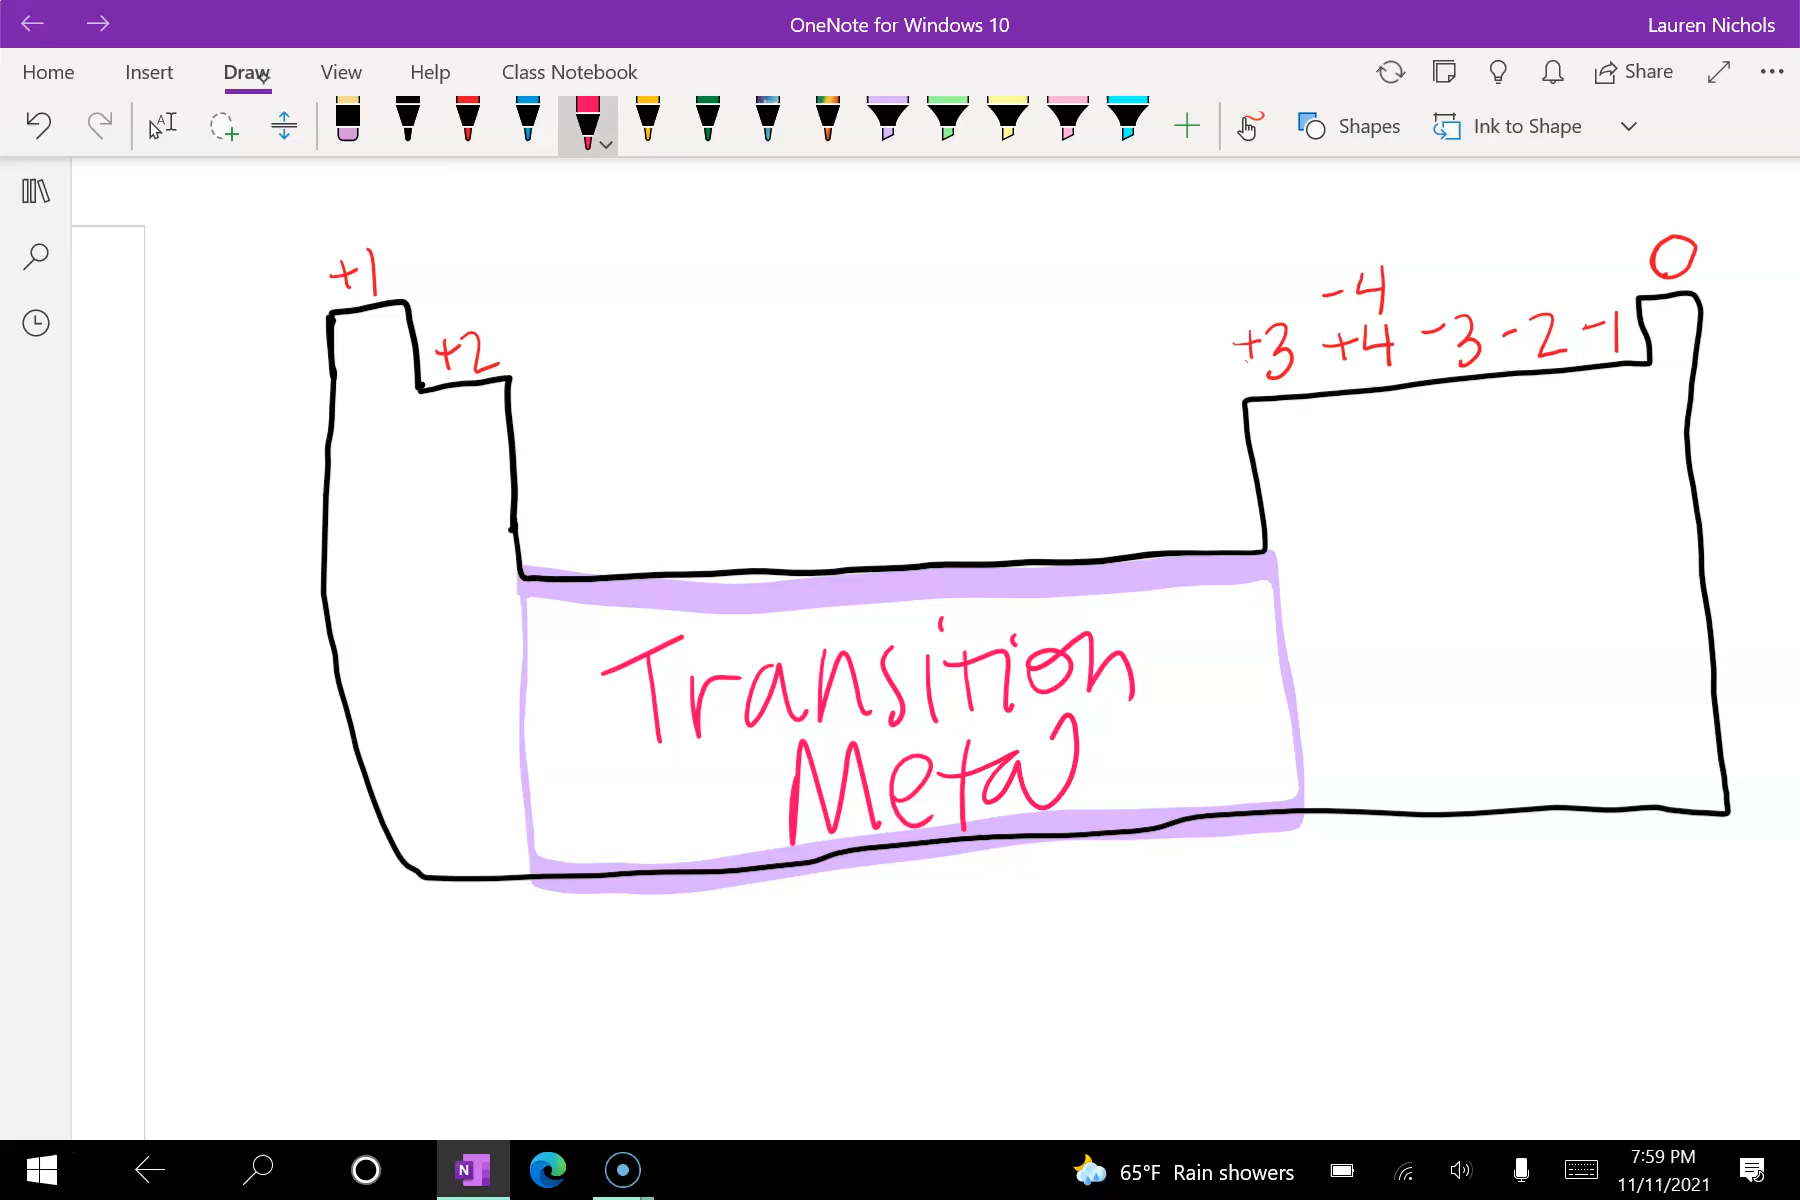 OneNote for Windows 10
Lauren Nichols
Home Insert Draw View Help Class Notebook
Share
AI
Shapes Ink to Shape
+1
0
-4
+2
+3 +4 -3 -2 -1
Transition
Metal
N
65°F Rain showers
7:59 PM
11/11/2021